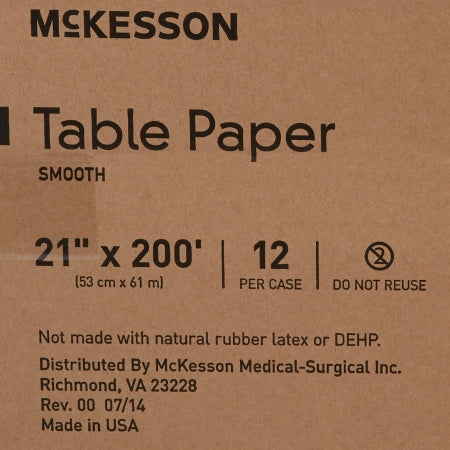 McKESSON
Table Paper
SMOOTH
21" x 200'
(53 cm x 61 m)
12
PER CASE
2
DO NOT REUSE
Not made with natural rubber latex or DEHP.
Distributed By McKesson Medical-Surgical Inc.
Richmond, VA 23228
Rev. 00 07/14
Made in USA